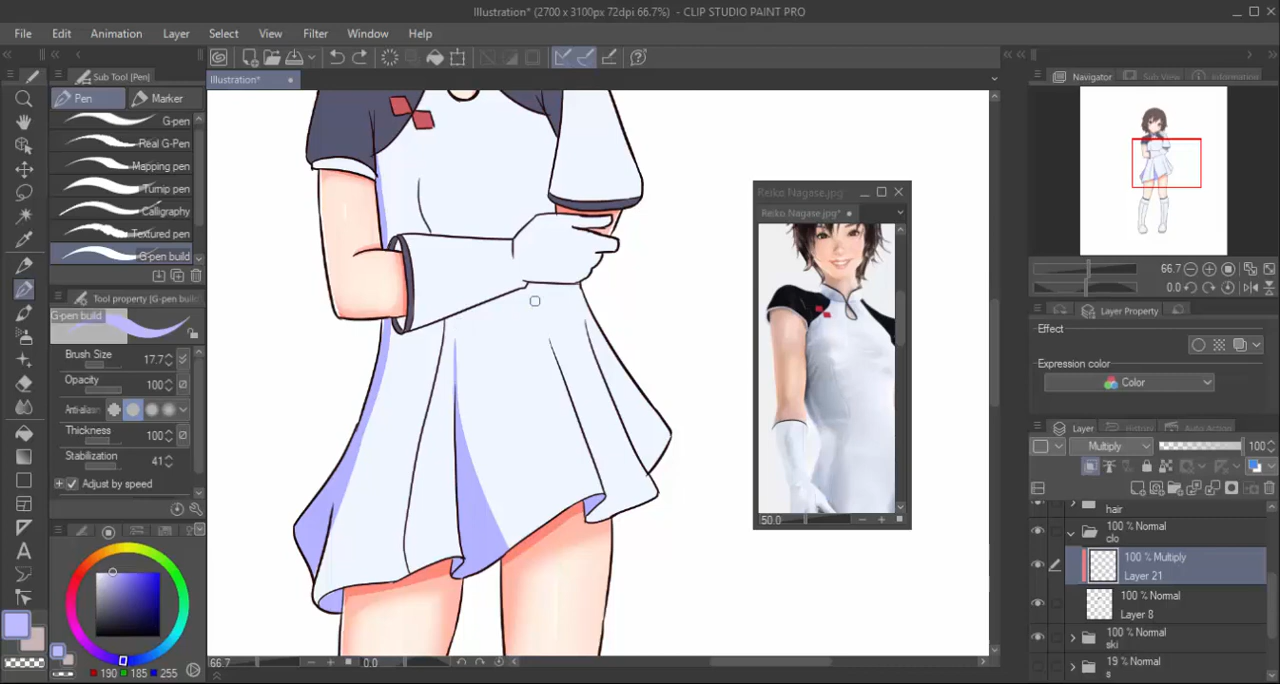 Illustration* (2700 x 3100px 72dpi 66.7%) - CLIP STUDIO PAINT PRO
File Edit Animation Layer Select View Filter Window Help
Sub Tool [Pen]
Pen Marker
G-pen
Real G-Pen
Mapping pen
Turnip pen
Calligraphy
Textured pen
G-pen build
Tool property [G-pen build
G-pen build
Brush Size 17.7
Opacity 100
Anti-aliasin
Thickness 100
Stabilization 41
Adjust by speed
190 185 255
Illustration*
Reiko Nagase.jpg
Reiko Nagase.jpg*
50.0
66.7 0.0
Navigator Sub View Information
66.7
0.0
Layer Property
Effect
Expression color
Color
Layer History Auto Action
Multiply 100
hair
100 % Normal
clo
100 % Multiply
Layer 21
100 % Normal
Layer 8
100 % Normal
ski
19 % Normal
s